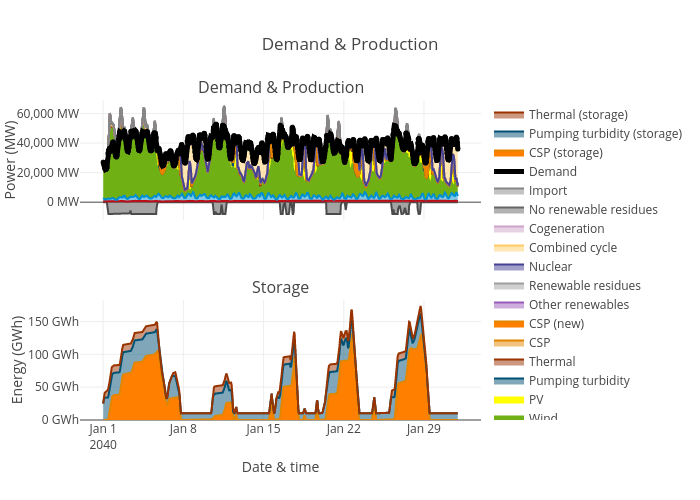 Demand & Production
Demand & Production
60,000 MW
40,000 MW
20,000 MW
0 MW
Power (MW)
Storage
150 GWh
100 GWh
50 GWh
0 GWh
Energy (GWh)
Jan 1
2040
Jan 8
Jan 15
Jan 22
Jan 29
Date & time
Thermal (storage)
Pumping turbidity (storage)
CSP (storage)
Demand
Import
No renewable residues
Cogeneration
Combined cycle
Nuclear
Renewable residues
Other renewables
CSP (new)
CSP
Thermal
Pumping turbidity
PV
Wind